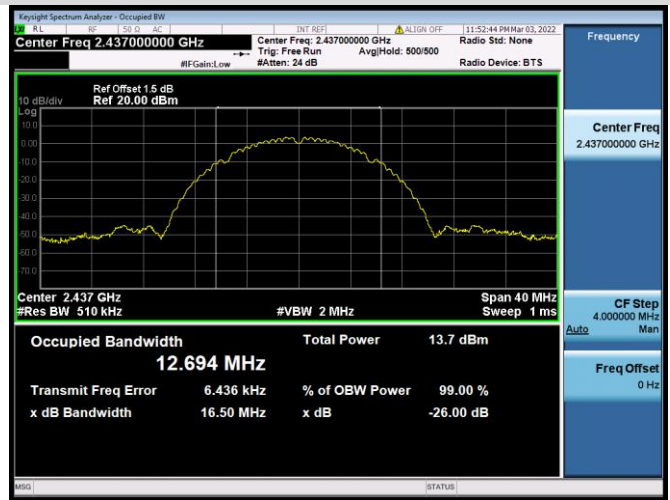 Keysight Spectrum Analyzer - Occupied BW
LXI RL RF 50 Ω AC INT REF ALIGN OFF 11:52:44 PM Mar 03, 2022
Center Freq 2.437000000 GHz
Center Freq: 2.437000000 GHz
Radio Std: None
Trig: Free Run Avg|Hold: 500/500
#IFGain:Low
#Atten: 24 dB
Radio Device: BTS
Frequency
Ref Offset 1.5 dB
10 dB/div Ref 20.00 dBm
Log
10.0
0.00
-10.0
-20.0
-30.0
-40.0
-50.0
-60.0
-70.0
Center Freq
2.437000000 GHz
Center 2.437 GHz Span 40 MHz
#Res BW 510 kHz #VBW 2 MHz Sweep 1 ms
CF Step
4.000000 MHz
Auto Man
Occupied Bandwidth Total Power 13.7 dBm
12.694 MHz
Transmit Freq Error 6.436 kHz % of OBW Power 99.00 %
x dB Bandwidth 16.50 MHz x dB -26.00 dB
Freq Offset
0 Hz
MSG STATUS